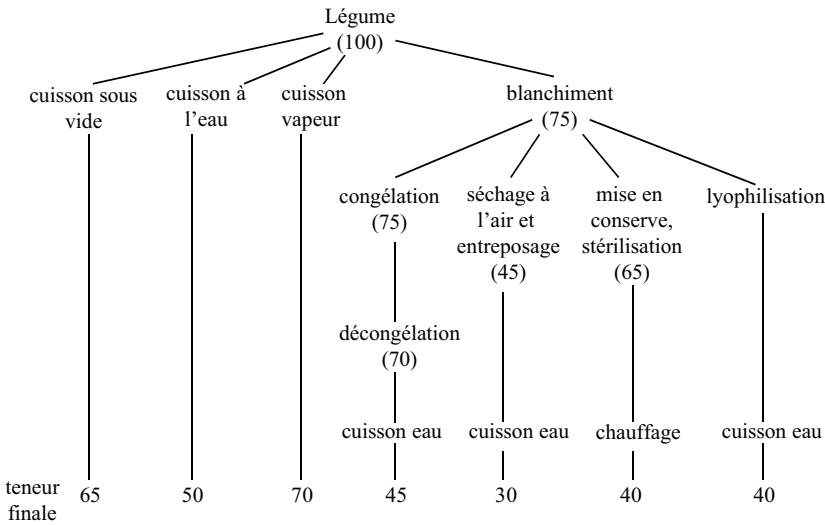 Légume
(100)
cuisson sous
vide
cuisson à
l'eau
cuisson
vapeur
blanchiment
(75)
congélation
(75)
séchage à
l'air et
entreposage
(45)
mise en
conserve,
stérilisation
(65)
lyophilisation
décongélation
(70)
cuisson eau
cuisson eau
chauffage
cuisson eau
teneur
finale
65
50
70
45
30
40
40